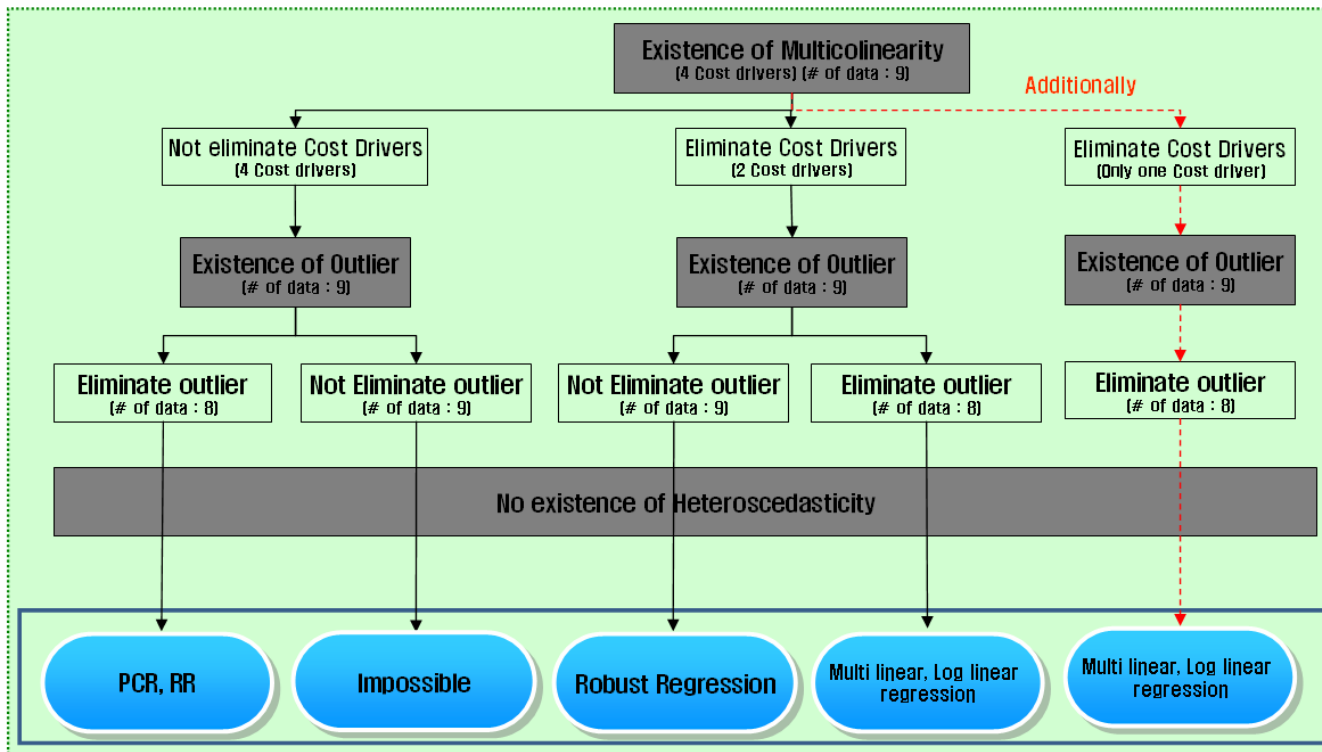 Existence of Multicolinearity
(4 Cost drivers) (# of data : 9)
Additionally
Not eliminate Cost Drivers
(4 Cost drivers)
Eliminate Cost Drivers
(2 Cost drivers)
Eliminate Cost Drivers
(Only one Cost driver)
Existence of Outlier
(# of data : 9)
Existence of Outlier
(# of data : 9)
Existence of Outlier
(# of data : 9)
Eliminate outlier
(# of data : 8)
Not Eliminate outlier
(# of data : 9)
Not Eliminate outlier
(# of data : 9)
Eliminate outlier
(# of data : 8)
Eliminate outlier
(# of data : 8)
No existence of Heteroscedasticity
PCR, RR
Impossible
Robust Regression
Multi linear, Log linear
regression
Multi linear, Log linear
regression